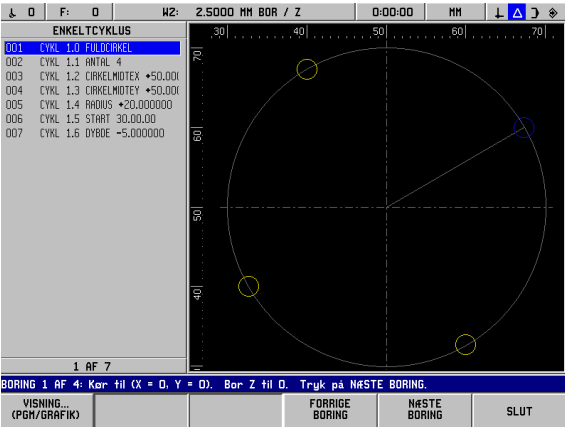 0 F: 0 W2: 2.5000 MM BOR / Z 0:00:00 MM
ENKELTCYKLUS
001 CYKL 1.0 FULDCIRKEL
002 CYKL 1.1 ANTAL 4
003 CYKL 1.2 CIRKELMIDTEX +50.00(
004 CYKL 1.3 CIRKELMIDTEY +50.00(
005 CYKL 1.4 RADIUS +20.000000
006 CYKL 1.5 START 30.00.00
007 CYKL 1.6 DYBDE -5.000000
1 AF 7
30 40 50 60 70
70
60
50
40
BORING 1 AF 4: Kør til (X = 0, Y = 0). Bor Z til 0. Tryk på NÆSTE BORING.
VISNING...
(PGM/GRAFIK)
FORRIGE
BORING
NÆSTE
BORING
SLUT